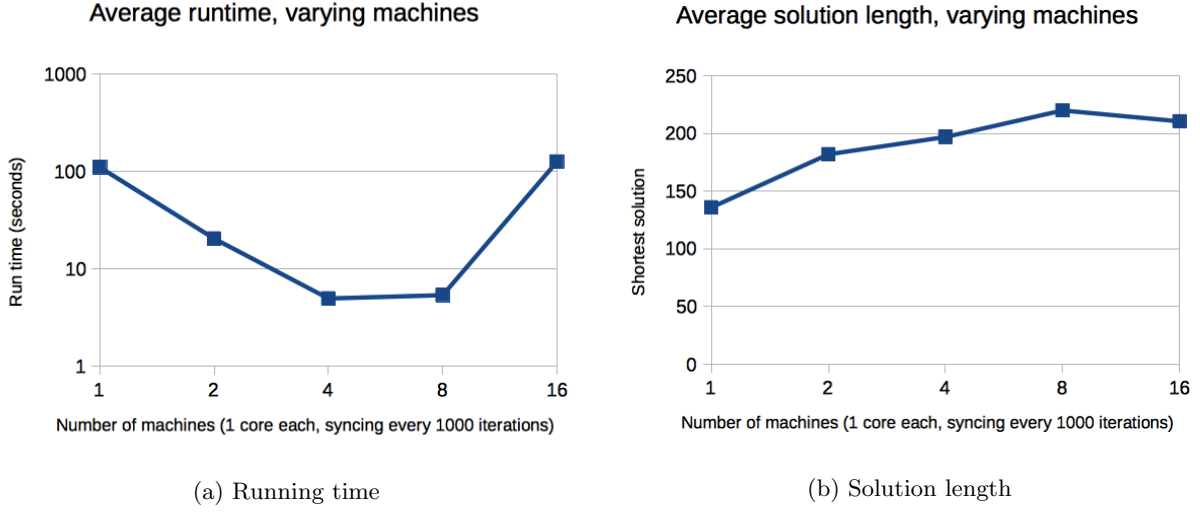 Average runtime, varying machines
1000
100
10
1
Run time (seconds)
1 2 4 8 16
Number of machines (1 core each, syncing every 1000 iterations)
(a) Running time
Average solution length, varying machines
250
200
150
100
50
0
Shortest solution
1 2 4 8 16
Number of machines (1 core each, syncing every 1000 iterations)
(b) Solution length